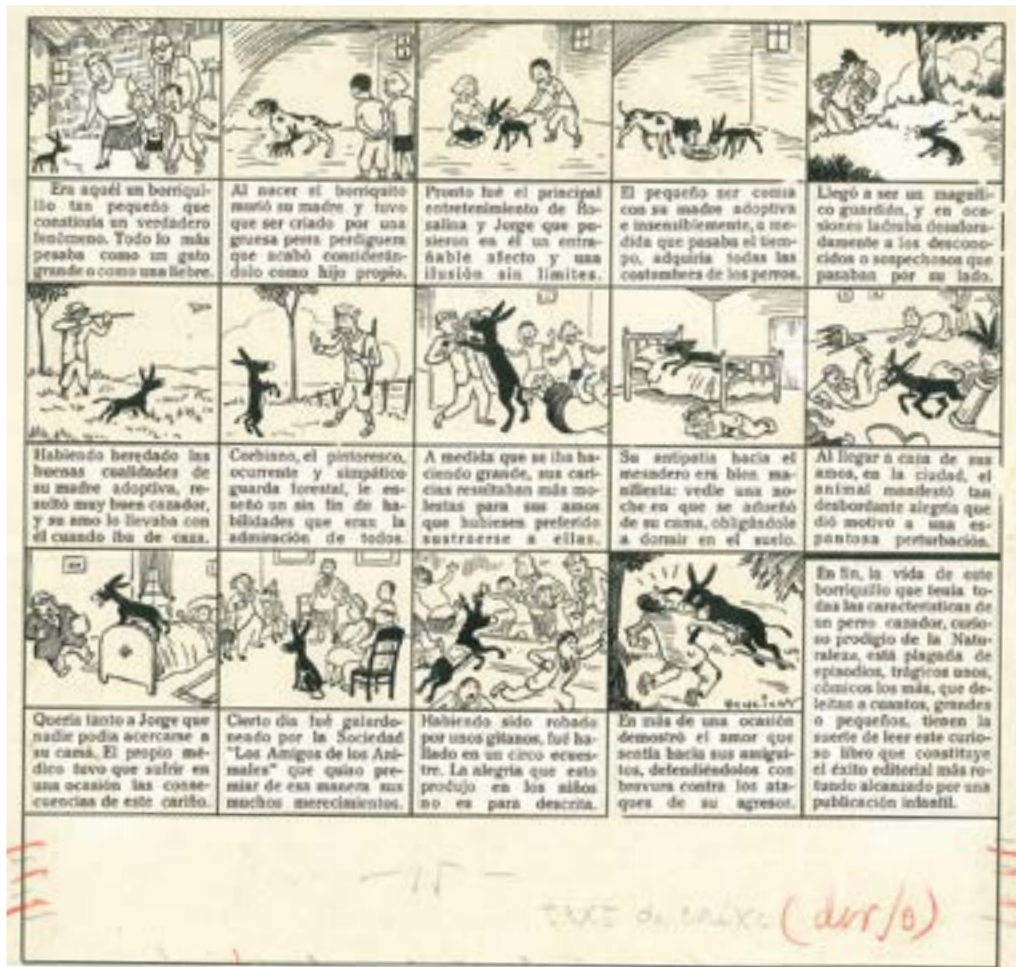 Era aquél un borriqui-
llo tan pequeño que
constituía un verdadero
fenómeno. Todo lo más
pesaba como un gato
grande o como una liebre.
Al nacer el borriquito
murió su madre y tuvo
que ser criado por una
gruesa perra perdiguera
que acabó considerán-
dolo como hijo propio.
Pronto fué el principal
entretenimiento de Ro-
salina y Jorge que pu-
sieron en él un entra-
ñable afecto y una
ilusión sin límites.
El pequeño ser comía
con su madre adoptiva
e insensiblemente, a me-
dida que pasaba el tiem-
po, adquiría todas las
costumbres de los perros.
Llegó a ser un magnífi-
co guardián, y en oca-
siones ladraba desafora-
damente a los descono-
cidos o sospechosos que
pasaban por su lado.
Habiendo heredado las
buenas cualidades de
su madre adoptiva, re-
sultó muy buen cazador,
y su amo lo llevaba con
él cuando iba de caza.
Corbiano, el pintoresco,
ocurrente y simpático
guarda forestal, le en-
señó un sin fin de ha-
bilidades que eran la
admiración de todos.
A medida que se iba ha-
ciendo grande, sus cari-
cias resultaban más mo-
lestas para sus amos
que hubiesen preferido
sustraerse a ellas.
Su antipatía hacia el
mesadero era bien ma-
nifiesta: vedle una no-
che en que se adueñó
de su cama, obligándole
a dormir en el suelo.
Al llegar a casa de sus
amos, en la ciudad, el
animal manifestó tan
desbordante alegría que
dió motivo a una es-
pantosa perturbación.
Quería tanto a Jorge que
nadie podía acercarse a
su cama. El propio mé-
dico tuvo que sufrir en
una ocasión las conse-
cuencias de este cariño.
Cierto día fué galardo-
neado por la Sociedad
"Los Amigos de los Ani-
males" que quiso pre-
miar de esa manera sus
muchos merecimientos.
Habiendo sido robado
por unos gitanos, fué ha-
llado en un circo ecues-
tre. La alegría que esto
produjo en los niños
no es para descrita.
En más de una ocasión
demostró el amor que
sentía hacia sus amigui-
tos, defendiéndolos con
bravura contra los ata-
ques de su agresor.
En fin, la vida de este
borriquillo que tenía to-
das las características de
un perro cazador, curio-
so prodigio de la Natu-
raleza, está plagada de
episodios, trágicos unos,
cómicos los más, que de-
leitan a cuantos, grandes
o pequeños, tienen la
suerte de leer este curio-
so libro que constituye
el éxito editorial más ro-
tundo alcanzado por una
publicación infantil.
- 15 -